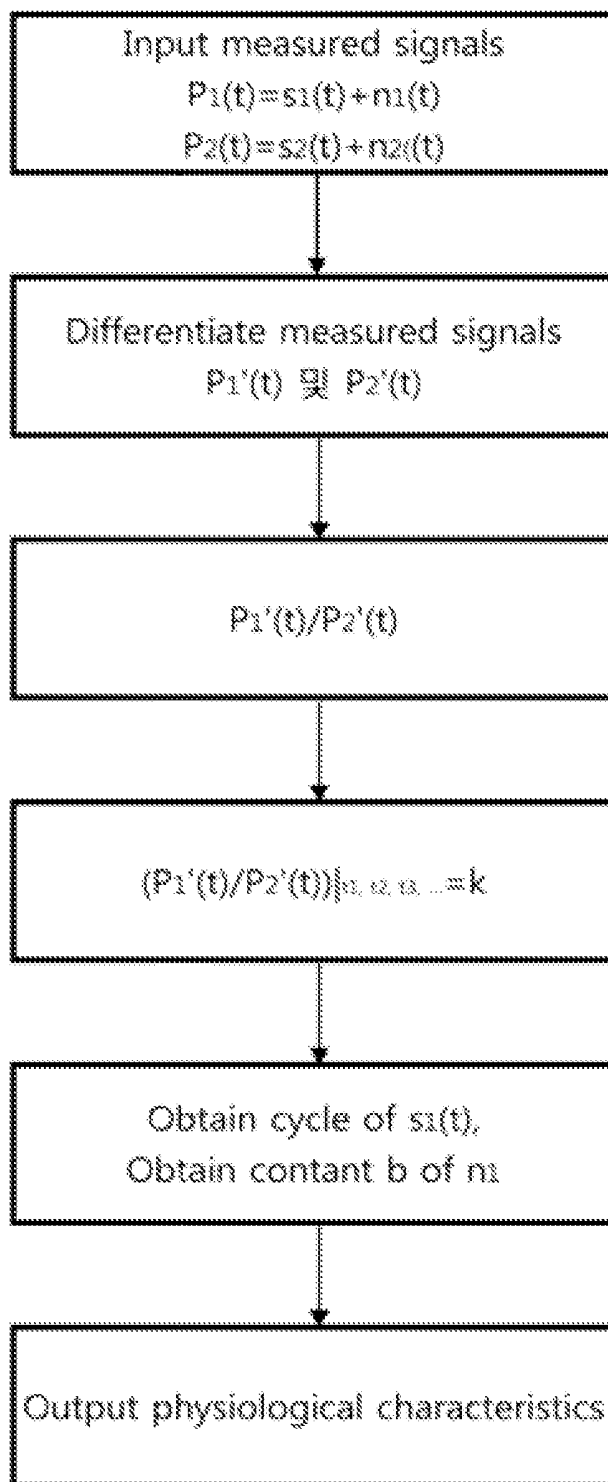 Input measured signals
P1(t)=s1(t)+n1(t)
P2(t)=s2(t)+n2((t)
Differentiate measured signals
P1'(t) 및 P2'(t)
P1'(t)/P2'(t)
(P1'(t)/P2'(t))|t1, t2, t3, ...=k
Obtain cycle of s1(t),
Obtain contant b of n1
Output physiological characteristics